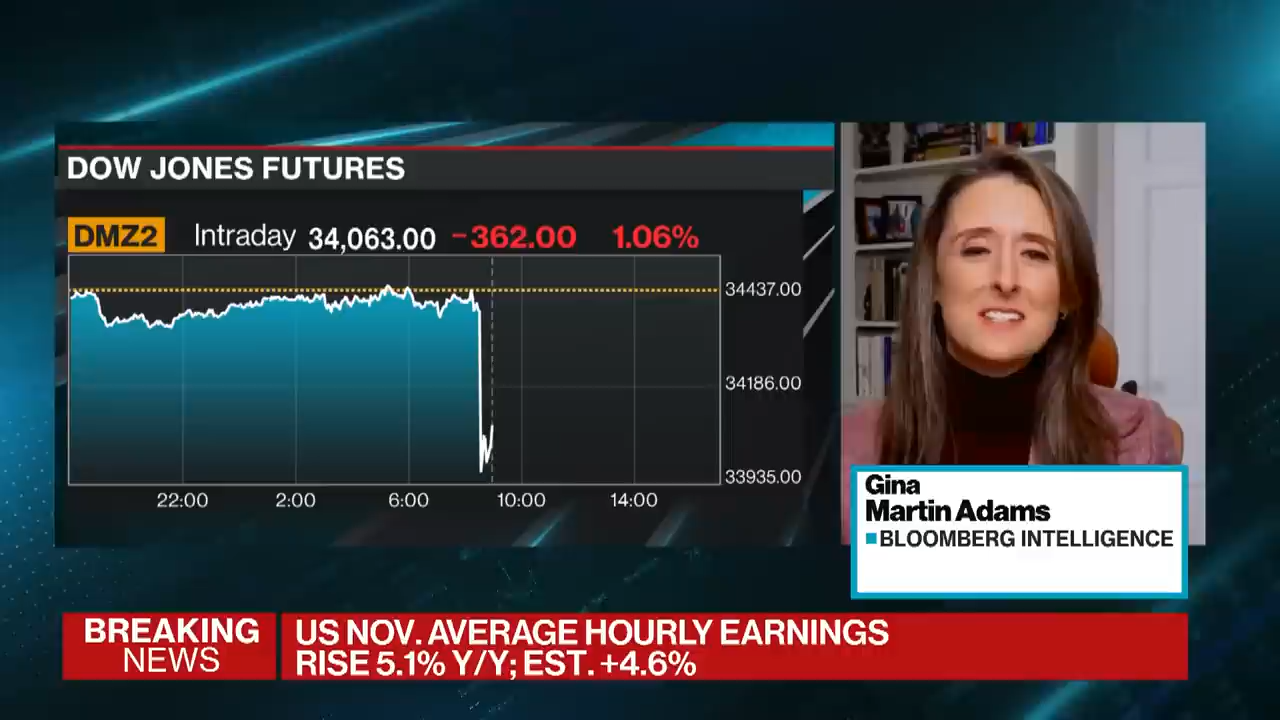 DOW JONES FUTURES
DMZ2 Intraday 34,063.00 -362.00 1.06%
34437.00
34186.00
33935.00
22:00 2:00 6:00 10:00 14:00
Gina
Martin Adams
BLOOMBERG INTELLIGENCE
BREAKING
NEWS
US NOV. AVERAGE HOURLY EARNINGS
RISE 5.1% Y/Y; EST. +4.6%